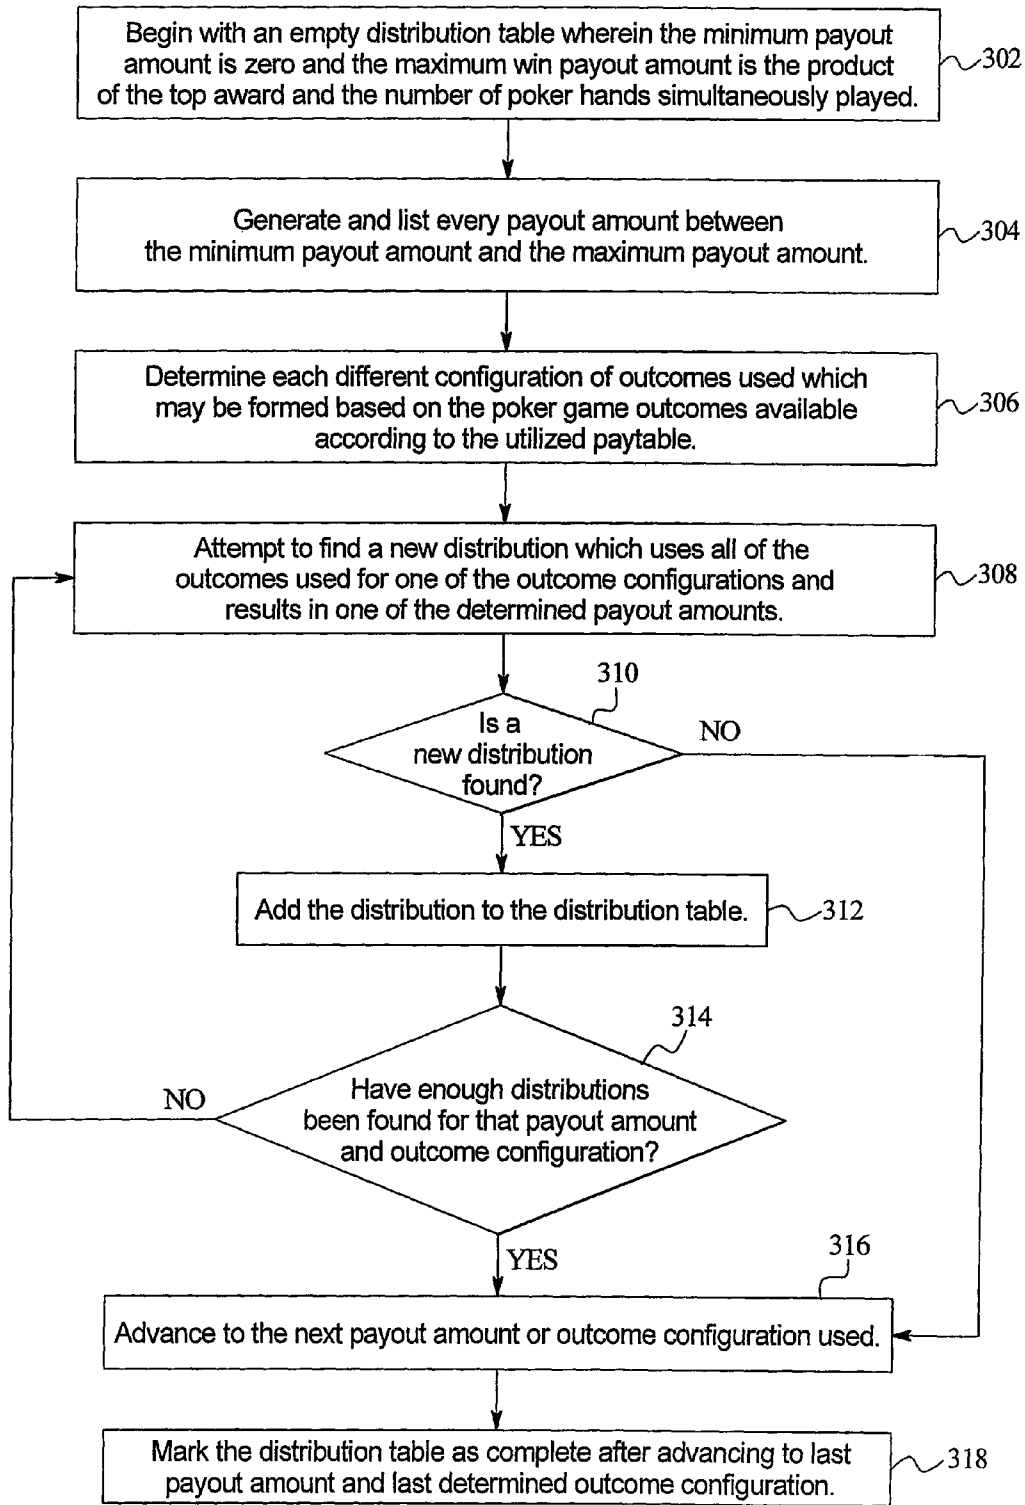 Begin with an empty distribution table wherein the minimum payout
amount is zero and the maximum win payout amount is the product
of the top award and the number of poker hands simultaneously played.
302
Generate and list every payout amount between
the minimum payout amount and the maximum payout amount.
304
Determine each different configuration of outcomes used which
may be formed based on the poker game outcomes available
according to the utilized paytable.
306
Attempt to find a new distribution which uses all of the
outcomes used for one of the outcome configurations and
results in one of the determined payout amounts.
308
310
Is a
new distribution
found?
NO
YES
Add the distribution to the distribution table.
312
314
Have enough distributions
been found for that payout amount
and outcome configuration?
NO
YES
316
Advance to the next payout amount or outcome configuration used.
Mark the distribution table as complete after advancing to last
payout amount and last determined outcome configuration.
318